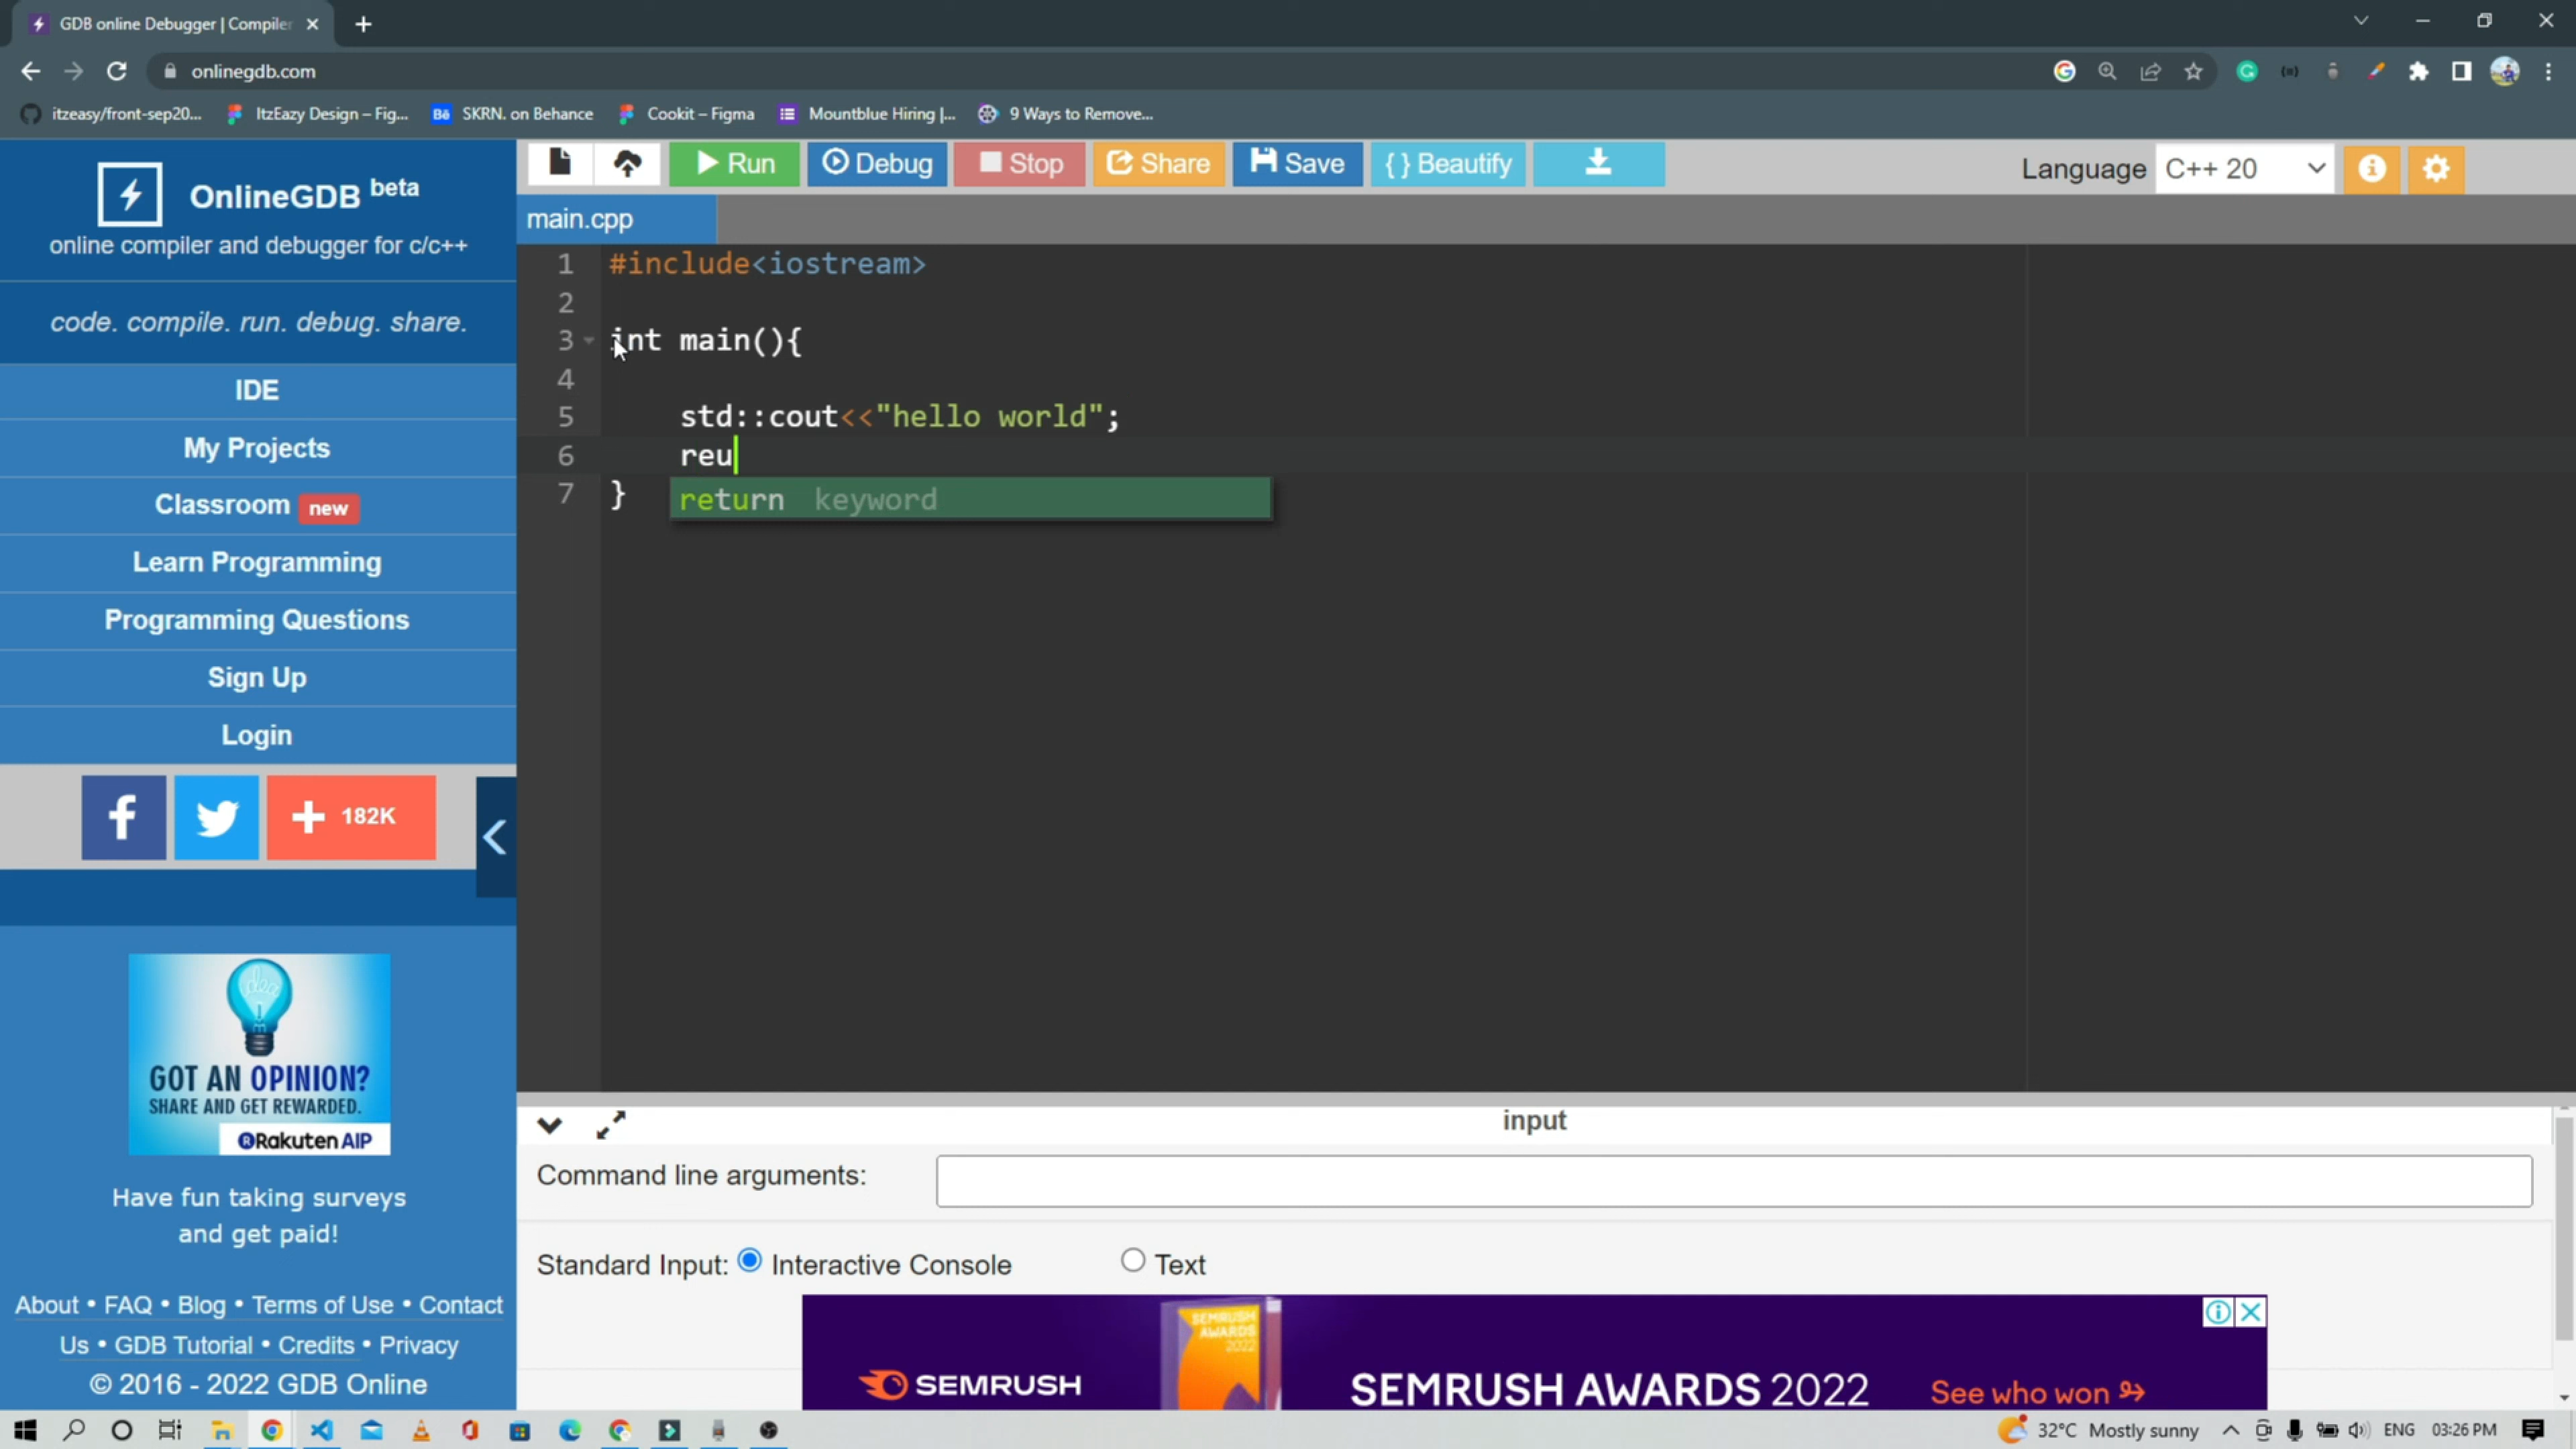 GDB online Debugger | Compiler
onlinegdb.com
itzeasy/front-sep20...
ItzEazy Design – Fig...
Bē SKRN. on Behance
Cookit – Figma
Mountblue Hiring |...
9 Ways to Remove...
OnlineGDB beta
online compiler and debugger for c/c++
code. compile. run. debug. share.
IDE
My Projects
Classroom new
Learn Programming
Programming Questions
Sign Up
Login
f
+ 182K
idea
GOT AN OPINION?
SHARE AND GET REWARDED.
Rakuten AIP
Have fun taking surveys
and get paid!
About • FAQ • Blog • Terms of Use • Contact
Us • GDB Tutorial • Credits • Privacy
© 2016 - 2022 GDB Online
Run
Debug
Stop
Share
Save
{ } Beautify
Language C++ 20
main.cpp
1 #include<iostream>
2
3 int main(){
4
5 std::cout<<"hello world";
6 reu
7 }
return keyword
input
Command line arguments:
Standard Input: Interactive Console Text
SEMRUSH
AWARDS
2022
SEMRUSH
SEMRUSH AWARDS 2022
See who won
32°C Mostly sunny
ENG
03:26 PM